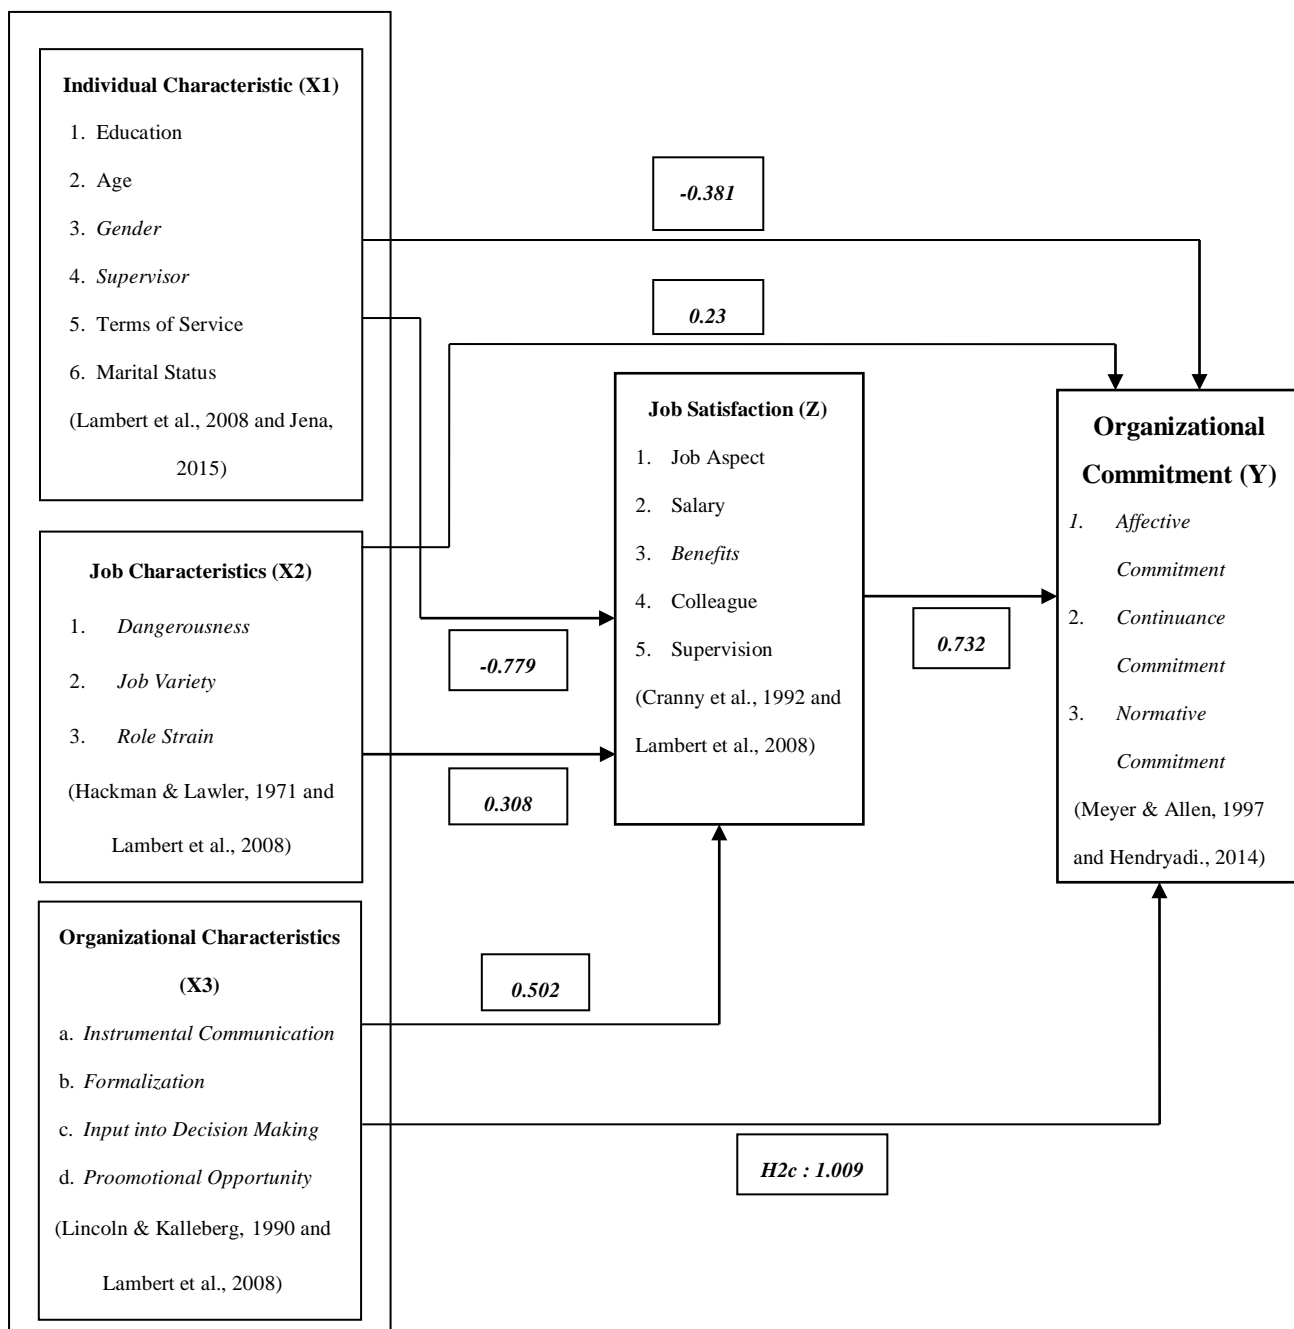 Individual Characteristic (X1)
1. Education
2. Age
3. Gender
4. Supervisor
5. Terms of Service
6. Marital Status
(Lambert et al., 2008 and Jena,
2015)
Job Characteristics (X2)
1. Dangerousness
2. Job Variety
3. Role Strain
(Hackman & Lawler, 1971 and
Lambert et al., 2008)
Organizational Characteristics
(X3)
a. Instrumental Communication
b. Formalization
c. Input into Decision Making
d. Proomotional Opportunity
(Lincoln & Kalleberg, 1990 and
Lambert et al., 2008)
-0.381
0.23
-0.779
0.308
0.502
Job Satisfaction (Z)
1. Job Aspect
2. Salary
3. Benefits
4. Colleague
5. Supervision
(Cranny et al., 1992 and
Lambert et al., 2008)
0.732
H2c : 1.009
Organizational
Commitment (Y)
1. Affective
Commitment
2. Continuance
Commitment
3. Normative
Commitment
(Meyer & Allen, 1997
and Hendryadi., 2014)